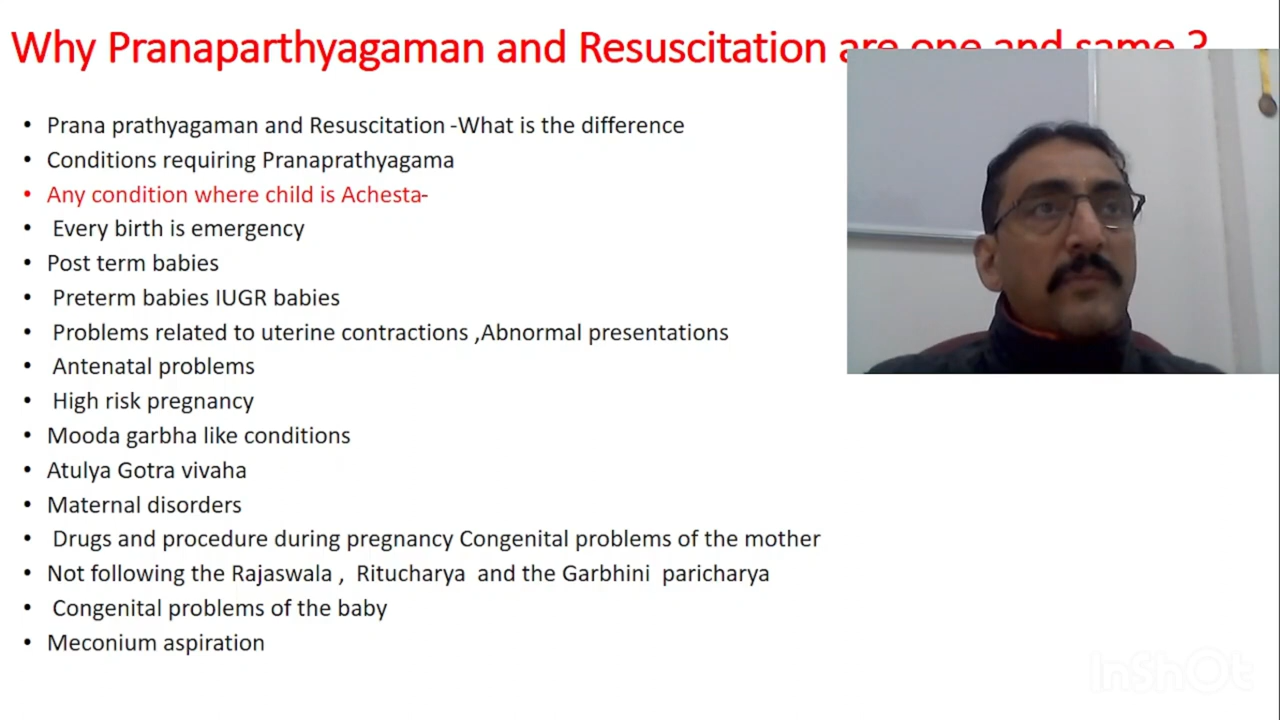 Why Pranaparthyagaman and Resuscitation are one and same ?
• Prana prathyagaman and Resuscitation -What is the difference
• Conditions requiring Pranaprathyagama
• Any condition where child is Achesta-
• Every birth is emergency
• Post term babies
• Preterm babies IUGR babies
• Problems related to uterine contractions ,Abnormal presentations
• Antenatal problems
• High risk pregnancy
• Mooda garbha like conditions
• Atulya Gotra vivaha
• Maternal disorders
• Drugs and procedure during pregnancy Congenital problems of the mother
• Not following the Rajaswala , Ritucharya and the Garbhini paricharya
• Congenital problems of the baby
• Meconium aspiration
InShOt